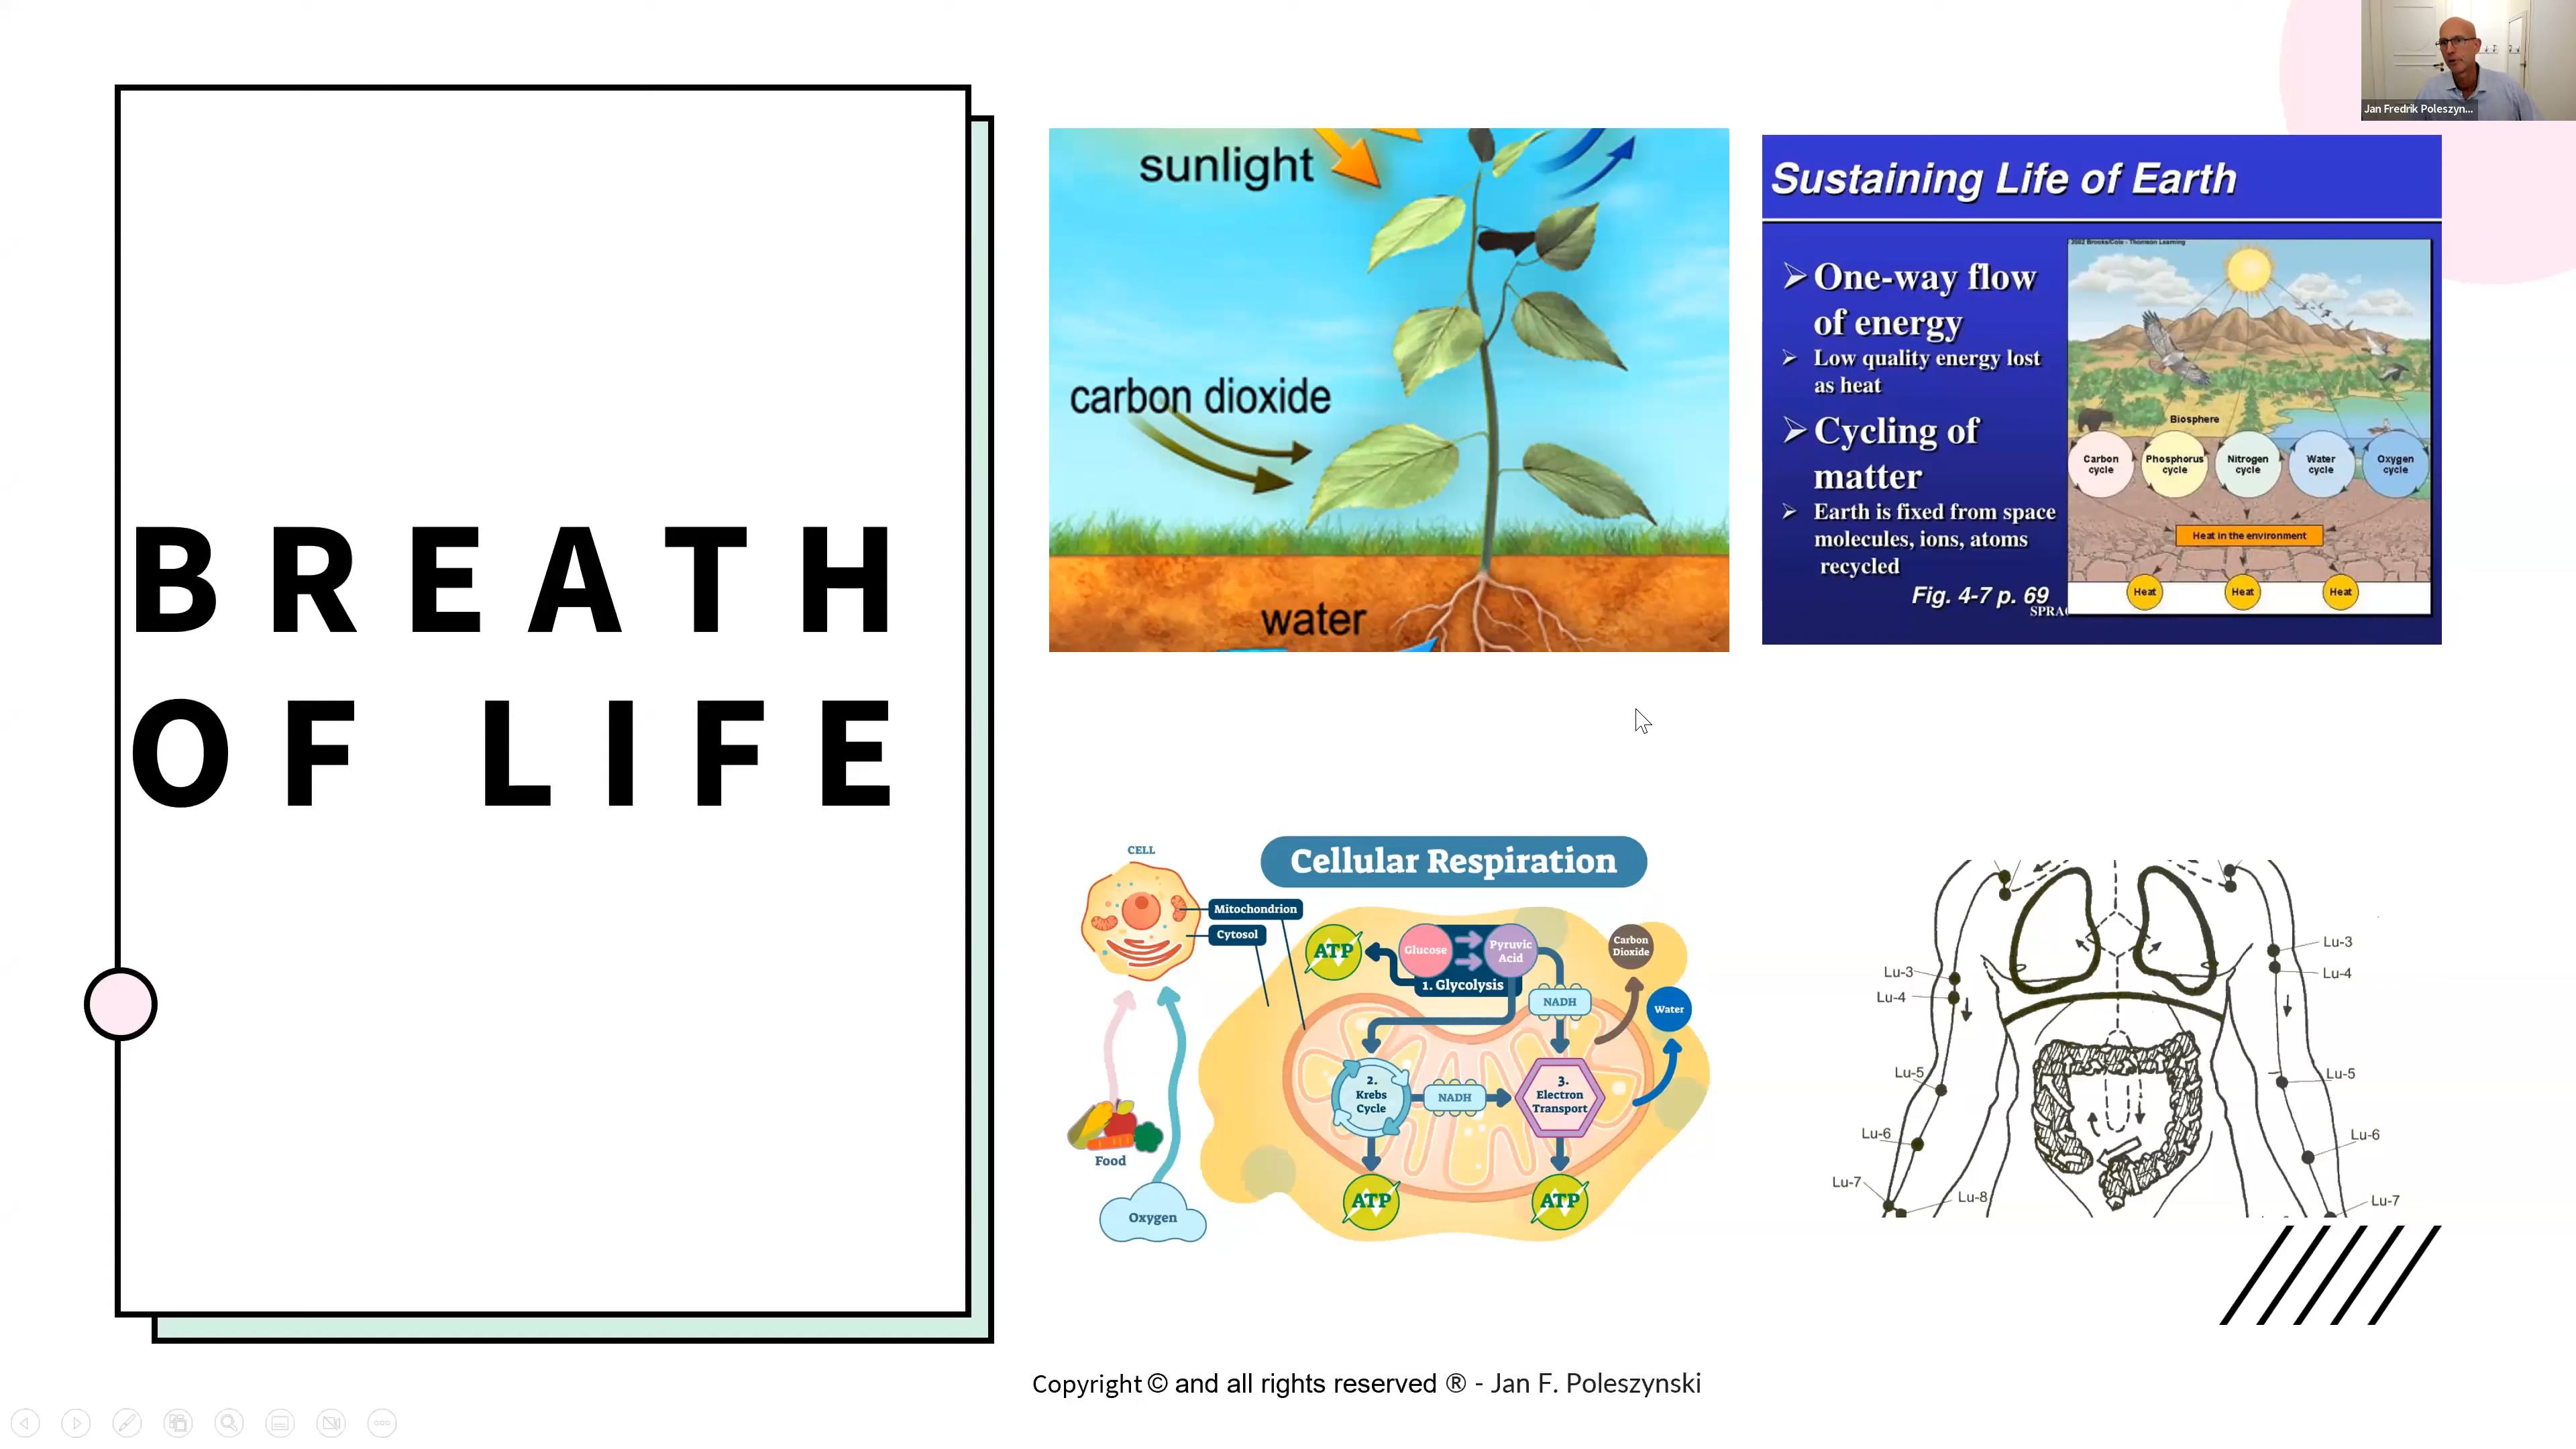 BREATH
OF LIFE
Jan Fredrik Poleszyn...
sunlight
carbon dioxide
water
Sustaining Life of Earth
2002 Brooks/Cole - Thomson Learning
One-way flow
of energy
Low quality energy lost
as heat
Cycling of
matter
Earth is fixed from space
molecules, ions, atoms
recycled
Fig. 4-7 p. 69
Biosphere
Carbon
cycle
Phosphorus
cycle
Nitrogen
cycle
Water
cycle
Oxygen
cycle
Heat in the environment
Heat
Heat
Heat
CELL
Cellular Respiration
Mitochondrion
Cytosol
ATP
Glucose
Pyruvic
Acid
1. Glycolysis
Carbon
Dioxide
NADH
Water
2.
Krebs
Cycle
NADH
3.
Electron
Transport
Food
ATP
ATP
Oxygen
Lu-3
Lu-4
Lu-5
Lu-6
Lu-7
Lu-8
Lu-3
Lu-4
Lu-5
Lu-6
Lu-7
Copyright © and all rights reserved ® - Jan F. Poleszynski